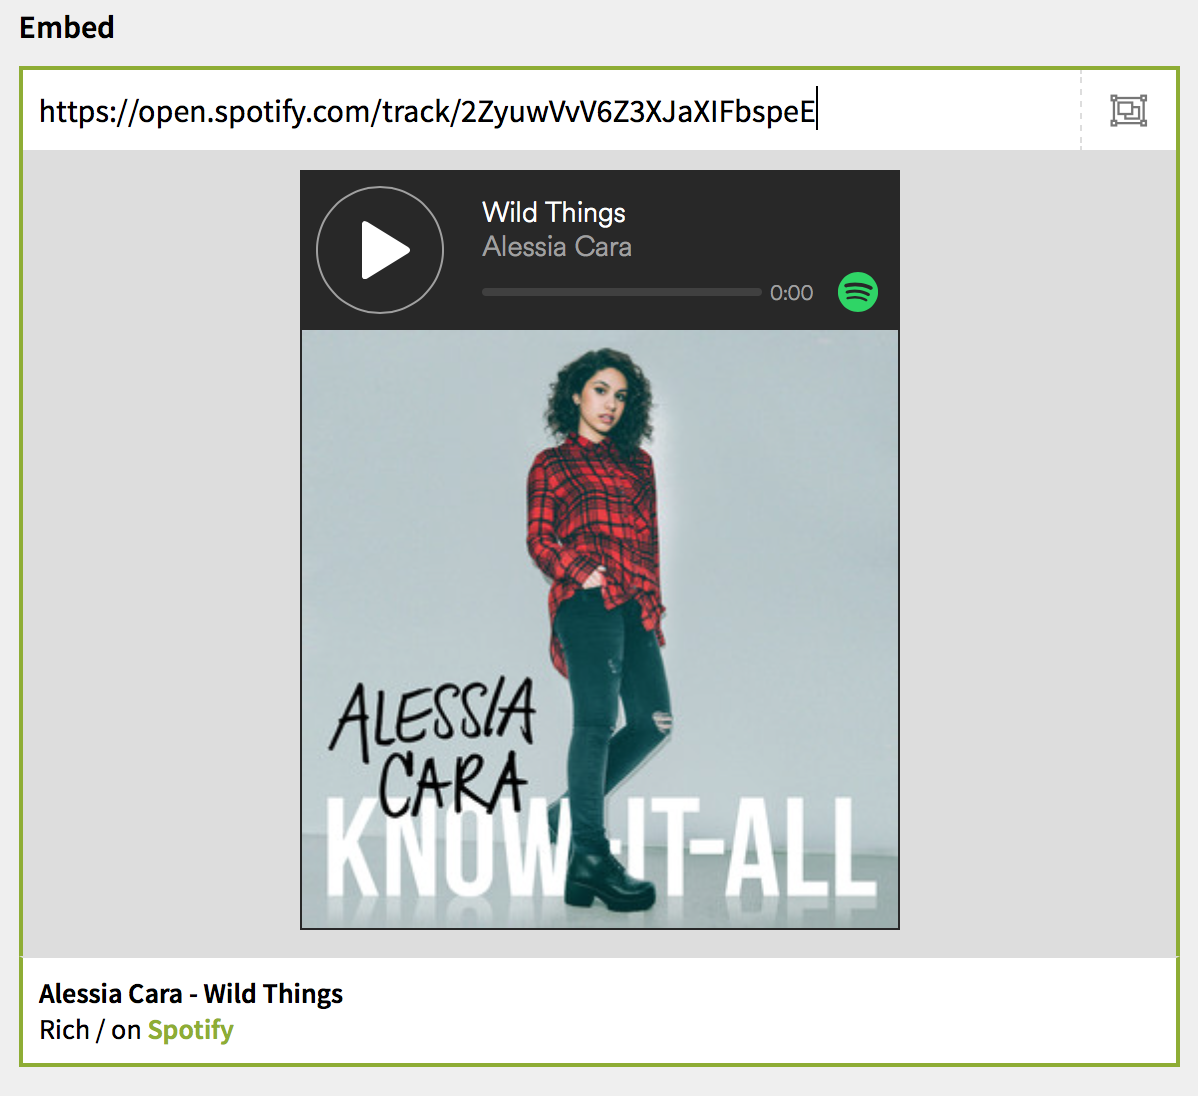 Embed
https://open.spotify.com/track/2ZyuwVvV6Z3XJaXIFbspeE
Wild Things
Alessia Cara
0:00
ALESSIA
CARA
KNOW-IT-ALL
Alessia Cara - Wild Things
Rich / on Spotify